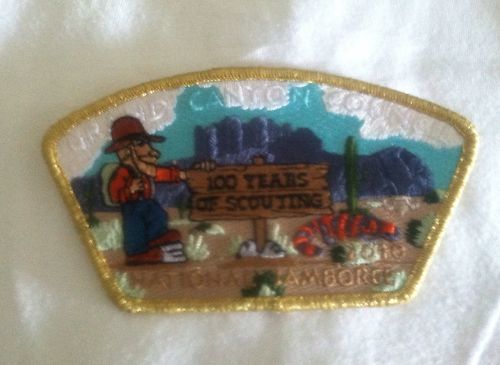 GRAND CANYON COUNCIL
100 YEARS
OF SCOUTING
2010
NATIONAL JAMBOREE